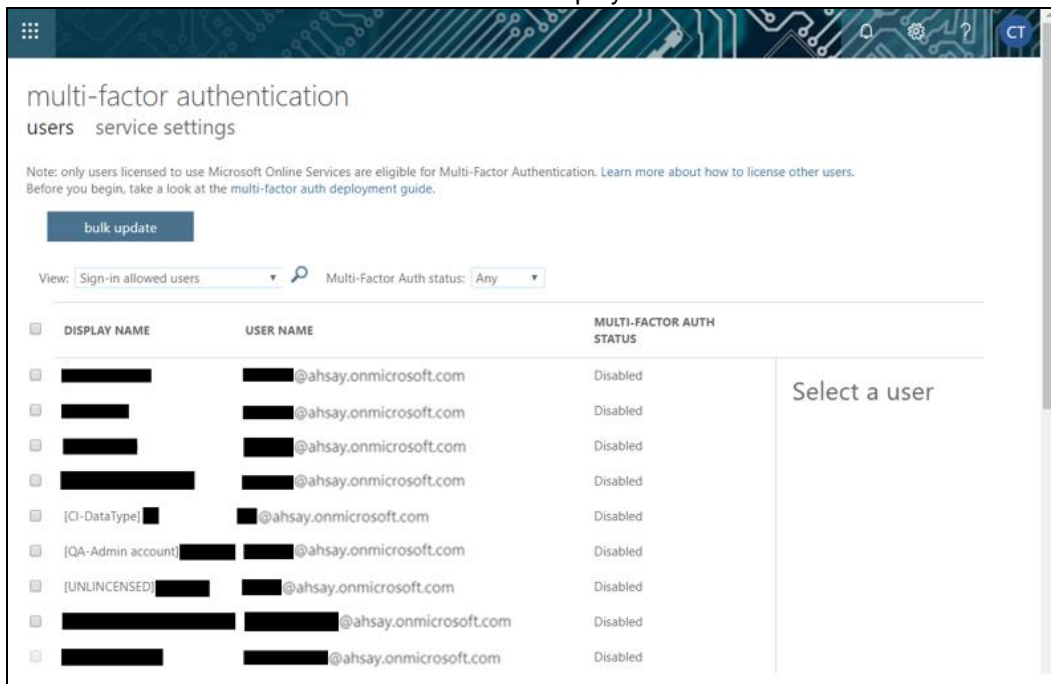 CT
multi-factor authentication
users service settings
Note: only users licensed to use Microsoft Online Services are eligible for Multi-Factor Authentication. Learn more about how to license other users.
Before you begin, take a look at the multi-factor auth deployment guide.
bulk update
View: Sign-in allowed users Multi-Factor Auth status: Any
DISPLAY NAME USER NAME MULTI-FACTOR AUTH STATUS
@ahsay.onmicrosoft.com Disabled
Select a user
@ahsay.onmicrosoft.com Disabled
@ahsay.onmicrosoft.com Disabled
@ahsay.onmicrosoft.com Disabled
[CI-DataType] @ahsay.onmicrosoft.com Disabled
[QA-Admin account] @ahsay.onmicrosoft.com Disabled
[UNLINCENSED] @ahsay.onmicrosoft.com Disabled
@ahsay.onmicrosoft.com Disabled
@ahsay.onmicrosoft.com Disabled